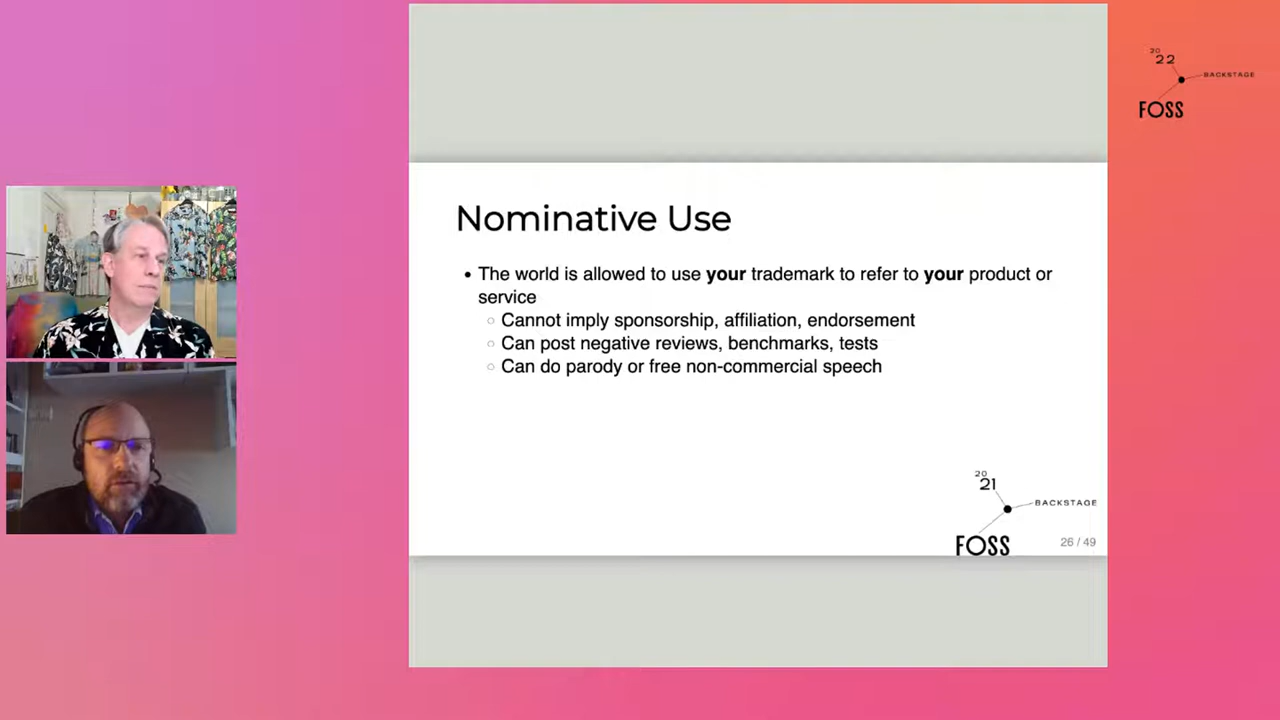 20
22
BACKSTAGE
FOSS
Nominative Use
• The world is allowed to use your trademark to refer to your product or
service
○ Cannot imply sponsorship, affiliation, endorsement
○ Can post negative reviews, benchmarks, tests
○ Can do parody or free non-commercial speech
20
21
BACKSTAGE
FOSS
26 / 49